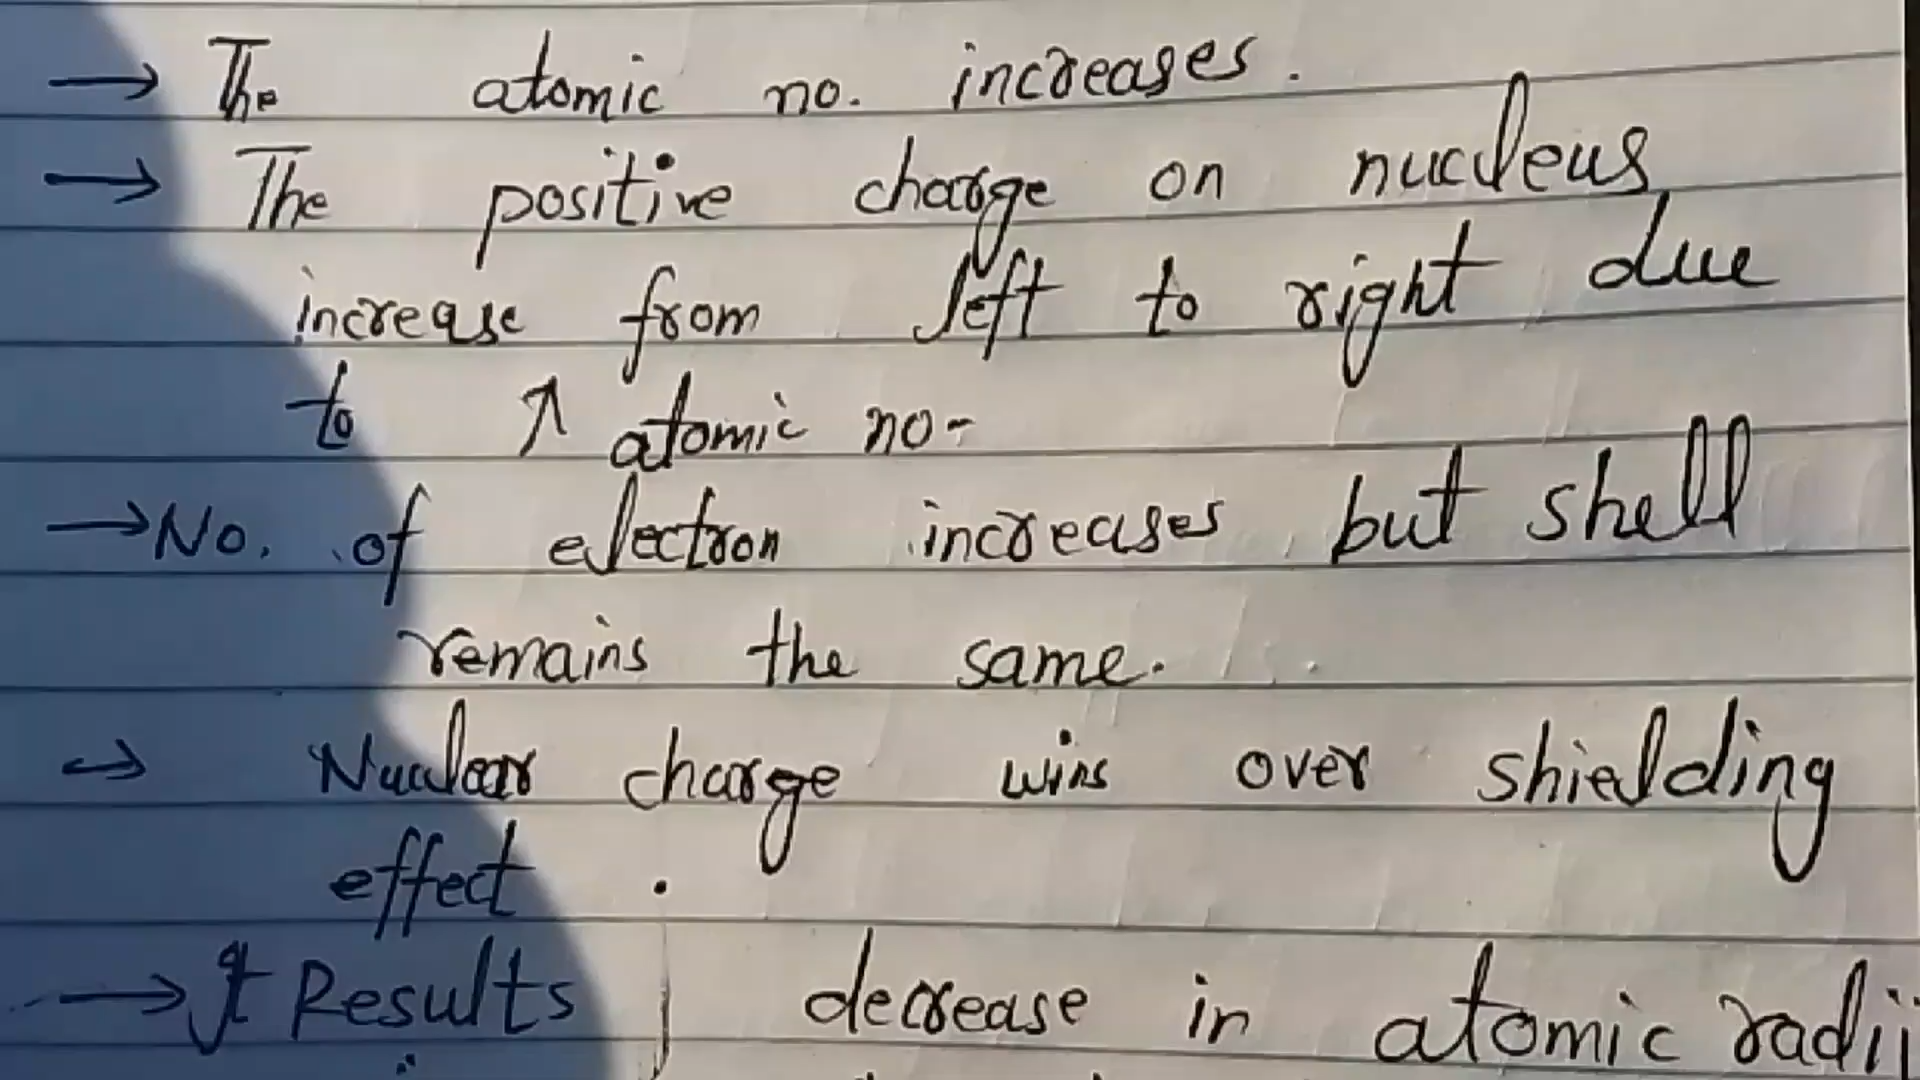 → The atomic no. increases.
→ The positive charge on nucleus
increase from left to right due
to ↑ atomic no-
→ No. of electron increases but shell
remains the same.
→ Nuclear charge wins over shielding
effect .
→ It Results decrease in atomic radii